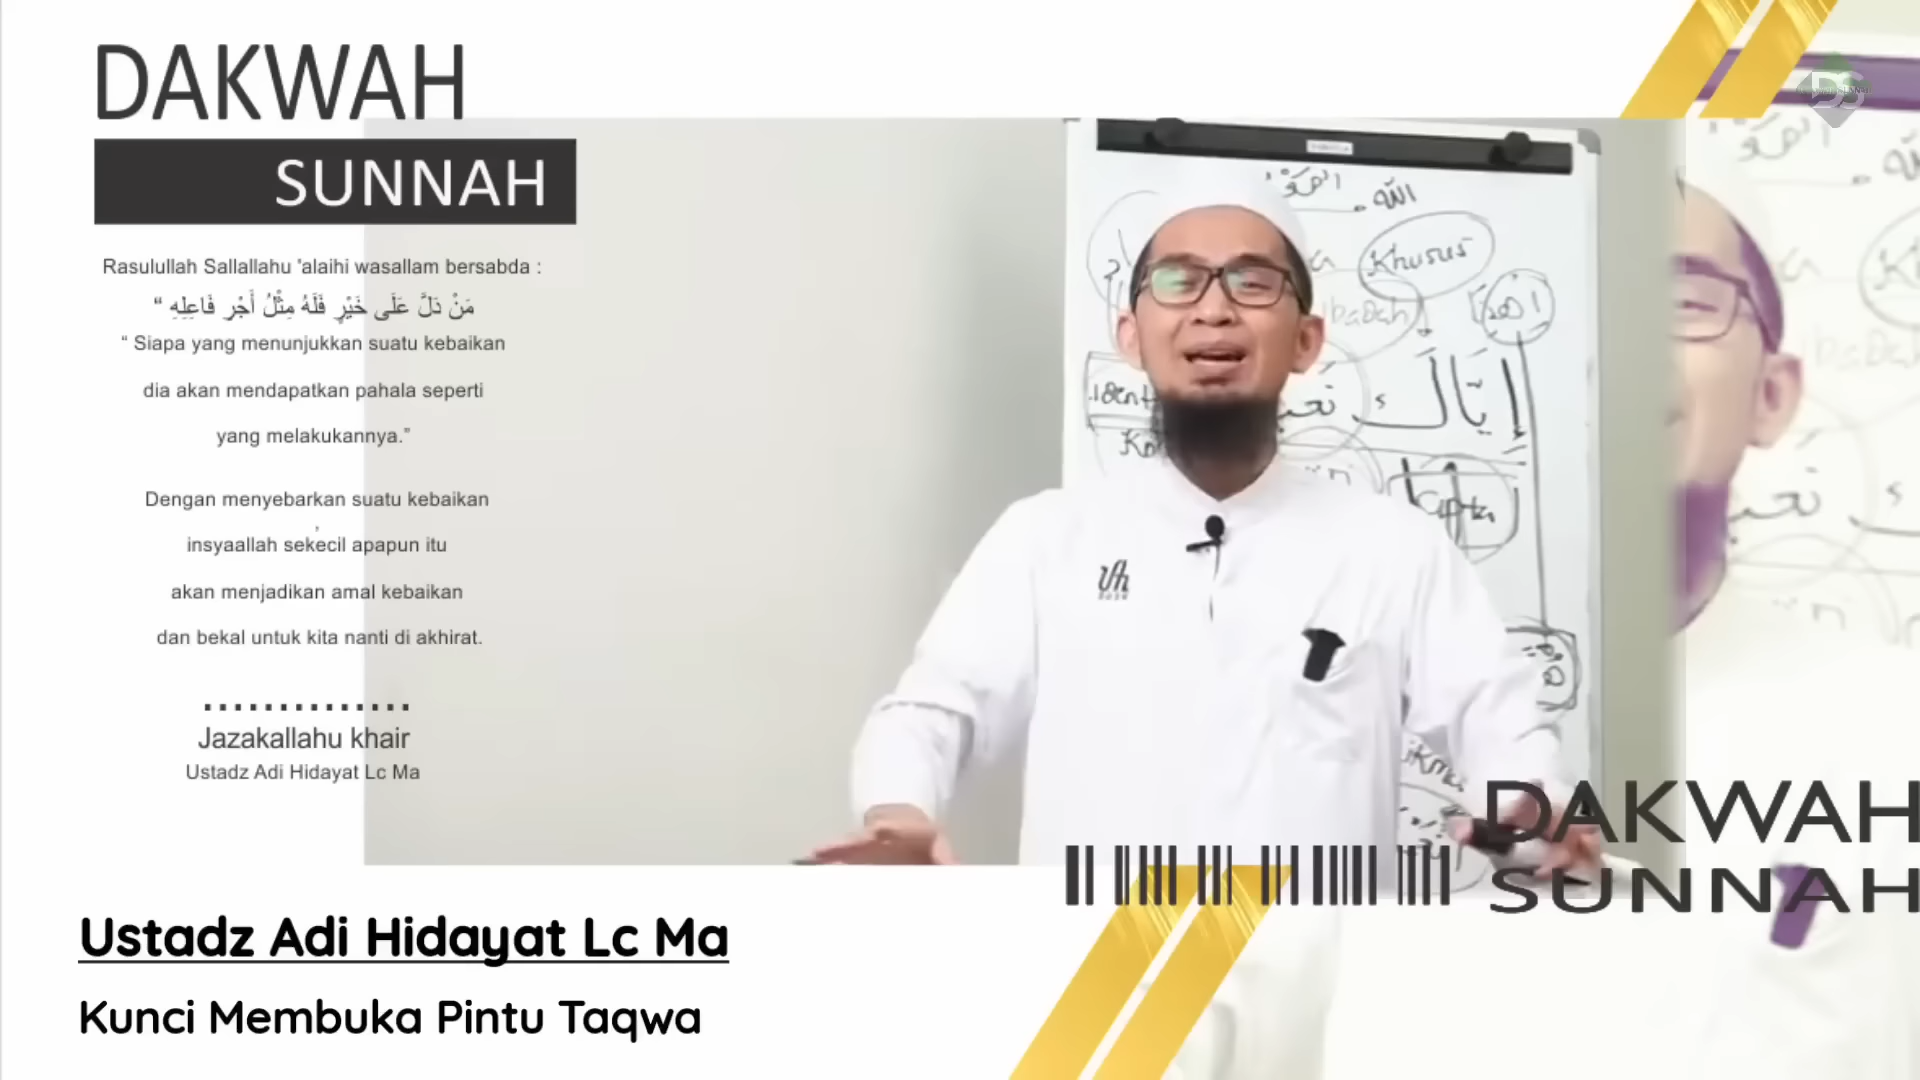 DAKWAH
SUNNAH
Rasulullah Sallallahu 'alaihi wasallam bersabda :
مَنْ دَلَّ عَلَى خَيْرٍ فَلَهُ مِثْلُ أَجْرِ فَاعِلِهِ “
“ Siapa yang menunjukkan suatu kebaikan
dia akan mendapatkan pahala seperti
yang melakukannya.”
Dengan menyebarkan suatu kebaikan
insyaallah sekecil apapun itu
akan menjadikan amal kebaikan
dan bekal untuk kita nanti di akhirat.
..............
Jazakallahu khair
Ustadz Adi Hidayat Lc Ma
Ustadz Adi Hidayat Lc Ma
Kunci Membuka Pintu Taqwa
الله
Khusus
إِيَّاكَ
Cipta
DAKWAH
SUNNAH
DS